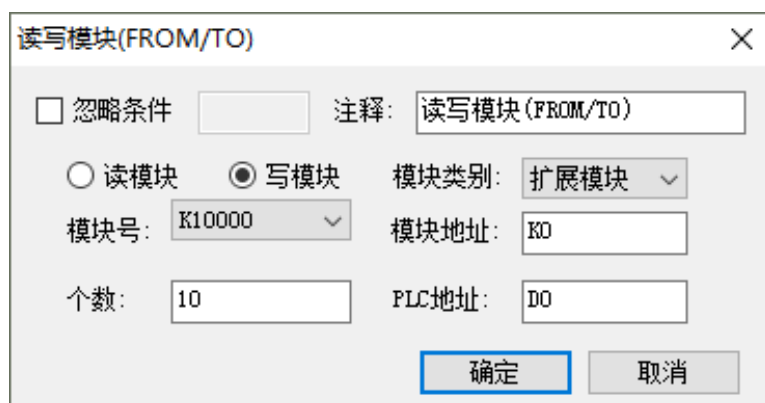 读写模块(FROM/TO)
忽略条件 注释: 读写模块(FROM/TO)
读模块 写模块 模块类别: 扩展模块
模块号: K10000 模块地址: K0
个数: 10 PLC地址: D0
确定 取消